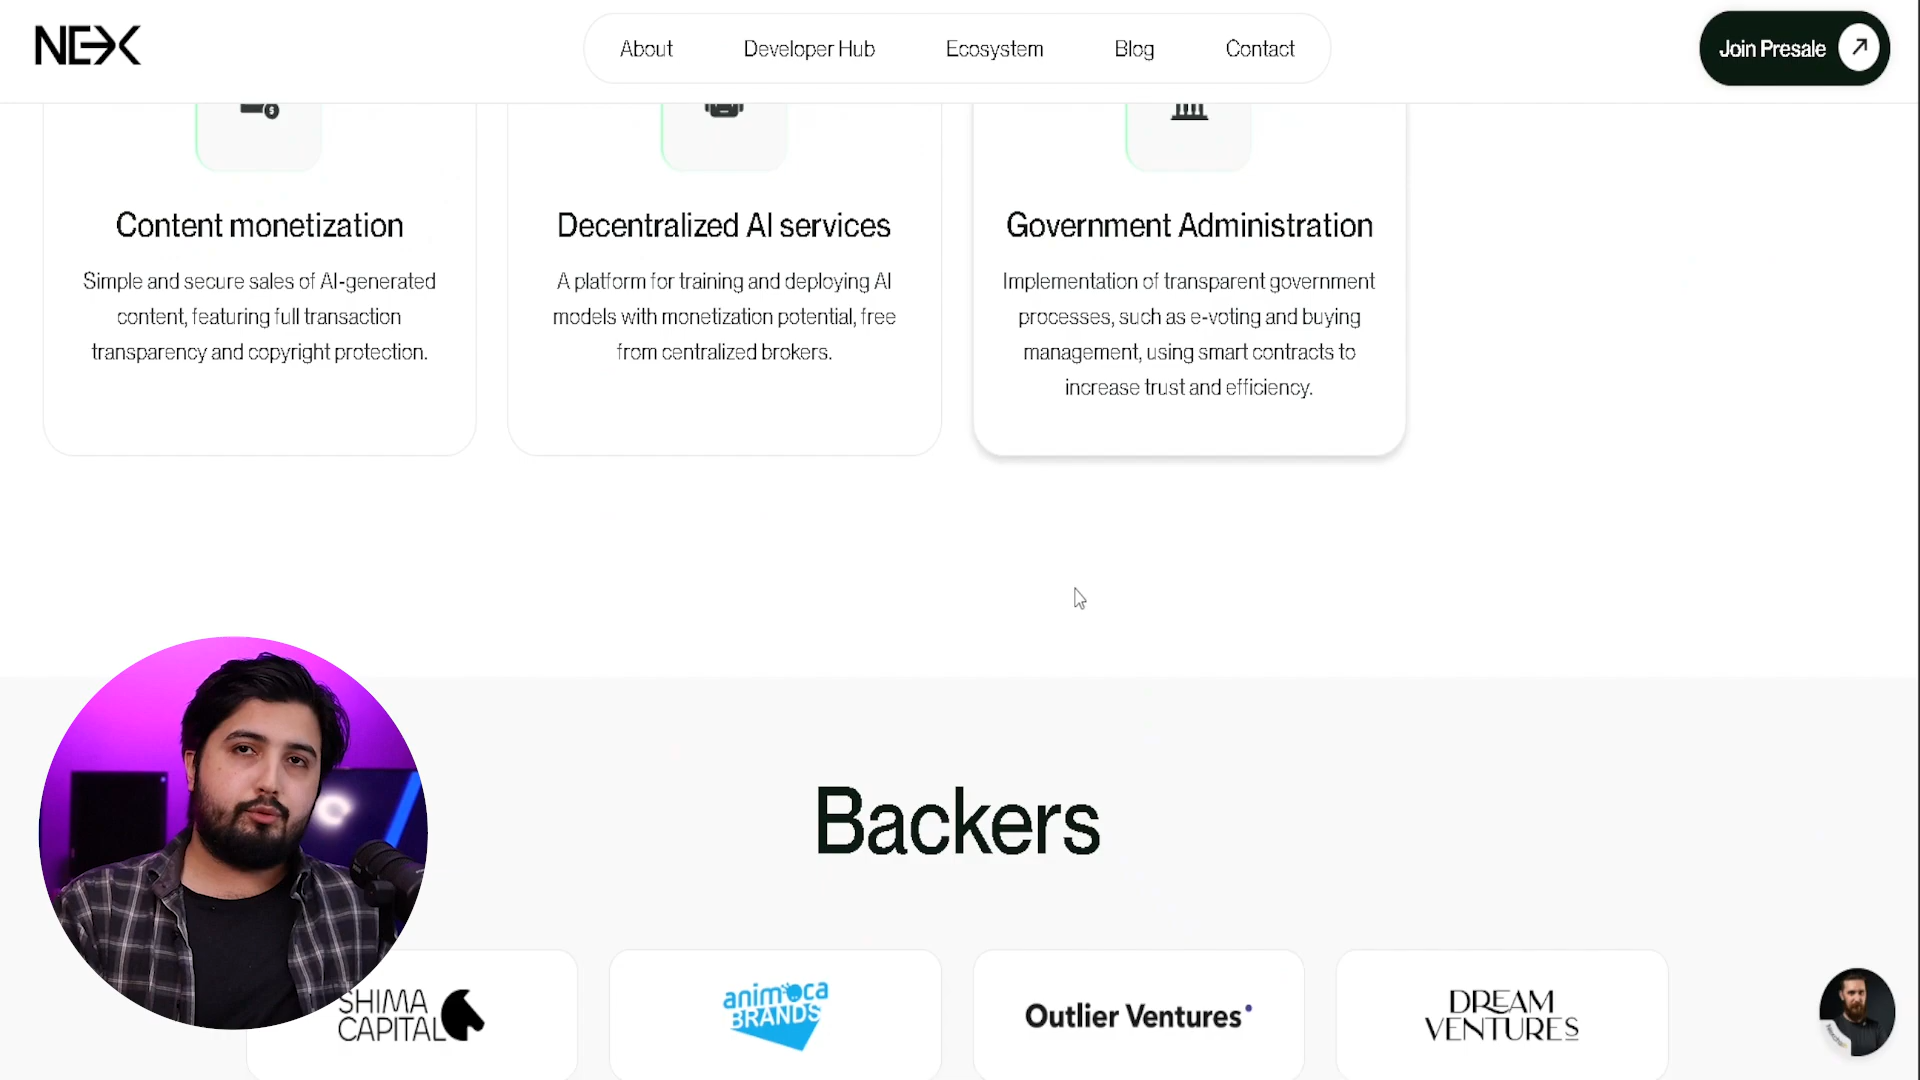 NEX
About
Developer Hub
Ecosystem
Blog
Contact
Join Presale
Content monetization
Simple and secure sales of AI-generated
content, featuring full transaction
transparency and copyright protection.
Decentralized AI services
A platform for training and deploying AI
models with monetization potential, free
from centralized brokers.
Government Administration
Implementation of transparent government
processes, such as e-voting and buying
management, using smart contracts to
increase trust and efficiency.
Backers
SHIMA
CAPITAL
animoca
BRANDS
Outlier Ventures
DREAM
VENTURES